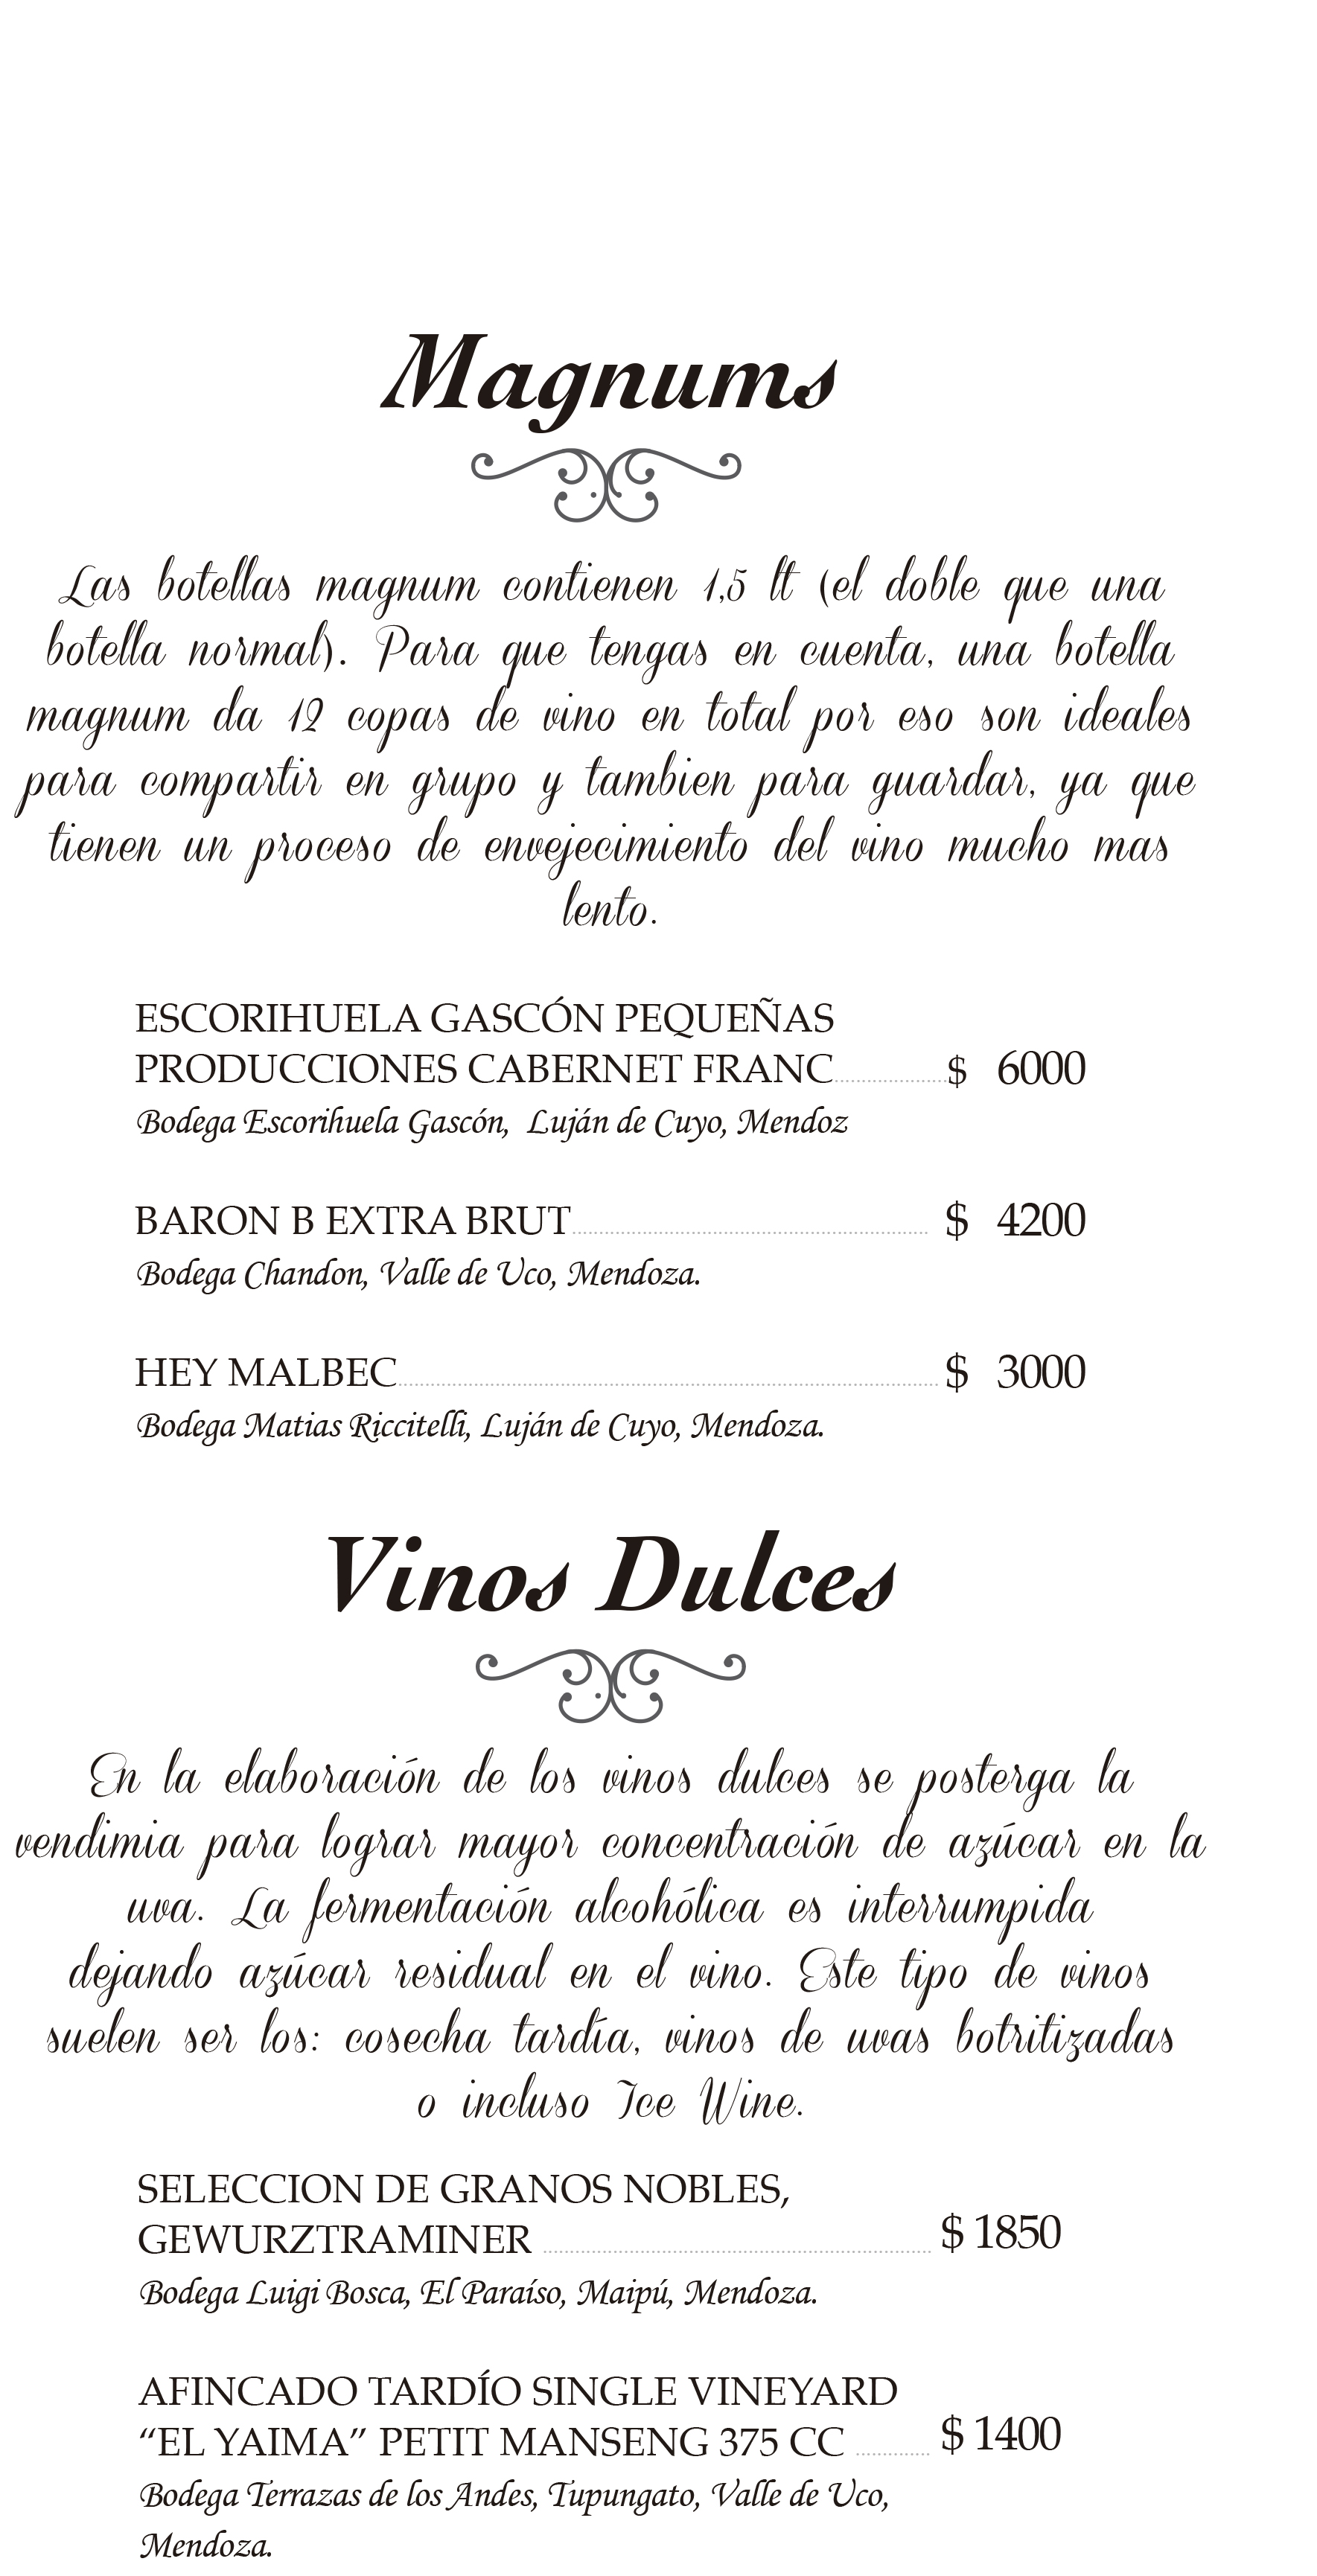 Magnums
Las botellas magnum contienen 1,5 lt (el doble que una
botella normal). Para que tengas en cuenta, una botella
magnum da 12 copas de vino en total por eso son ideales
para compartir en grupo y tambien para guardar, ya que
tienen un proceso de envejecimiento del vino mucho mas
lento.
ESCORIHUELA GASCÓN PEQUEÑAS
PRODUCCIONES CABERNET FRANC $ 6000
Bodega Escorihuela Gascón, Luján de Cuyo, Mendoz
BARON B EXTRA BRUT $ 4200
Bodega Chandon, Valle de Uco, Mendoza.
HEY MALBEC $ 3000
Bodega Matias Riccitelli, Luján de Cuyo, Mendoza.
Vinos Dulces
En la elaboración de los vinos dulces se posterga la
vendimia para lograr mayor concentración de azúcar en la
uva. La fermentación alcohólica es interrumpida
dejando azúcar residual en el vino. Este tipo de vinos
suelen ser los: cosecha tardía, vinos de uvas botritizadas
o incluso Ice Wine.
SELECCION DE GRANOS NOBLES,
GEWURZTRAMINER $ 1850
Bodega Luigi Bosca, El Paraíso, Maipú, Mendoza.
AFINCADO TARDÍO SINGLE VINEYARD
“EL YAIMA” PETIT MANSENG 375 CC $ 1400
Bodega Terrazas de los Andes, Tupungato, Valle de Uco,
Mendoza.